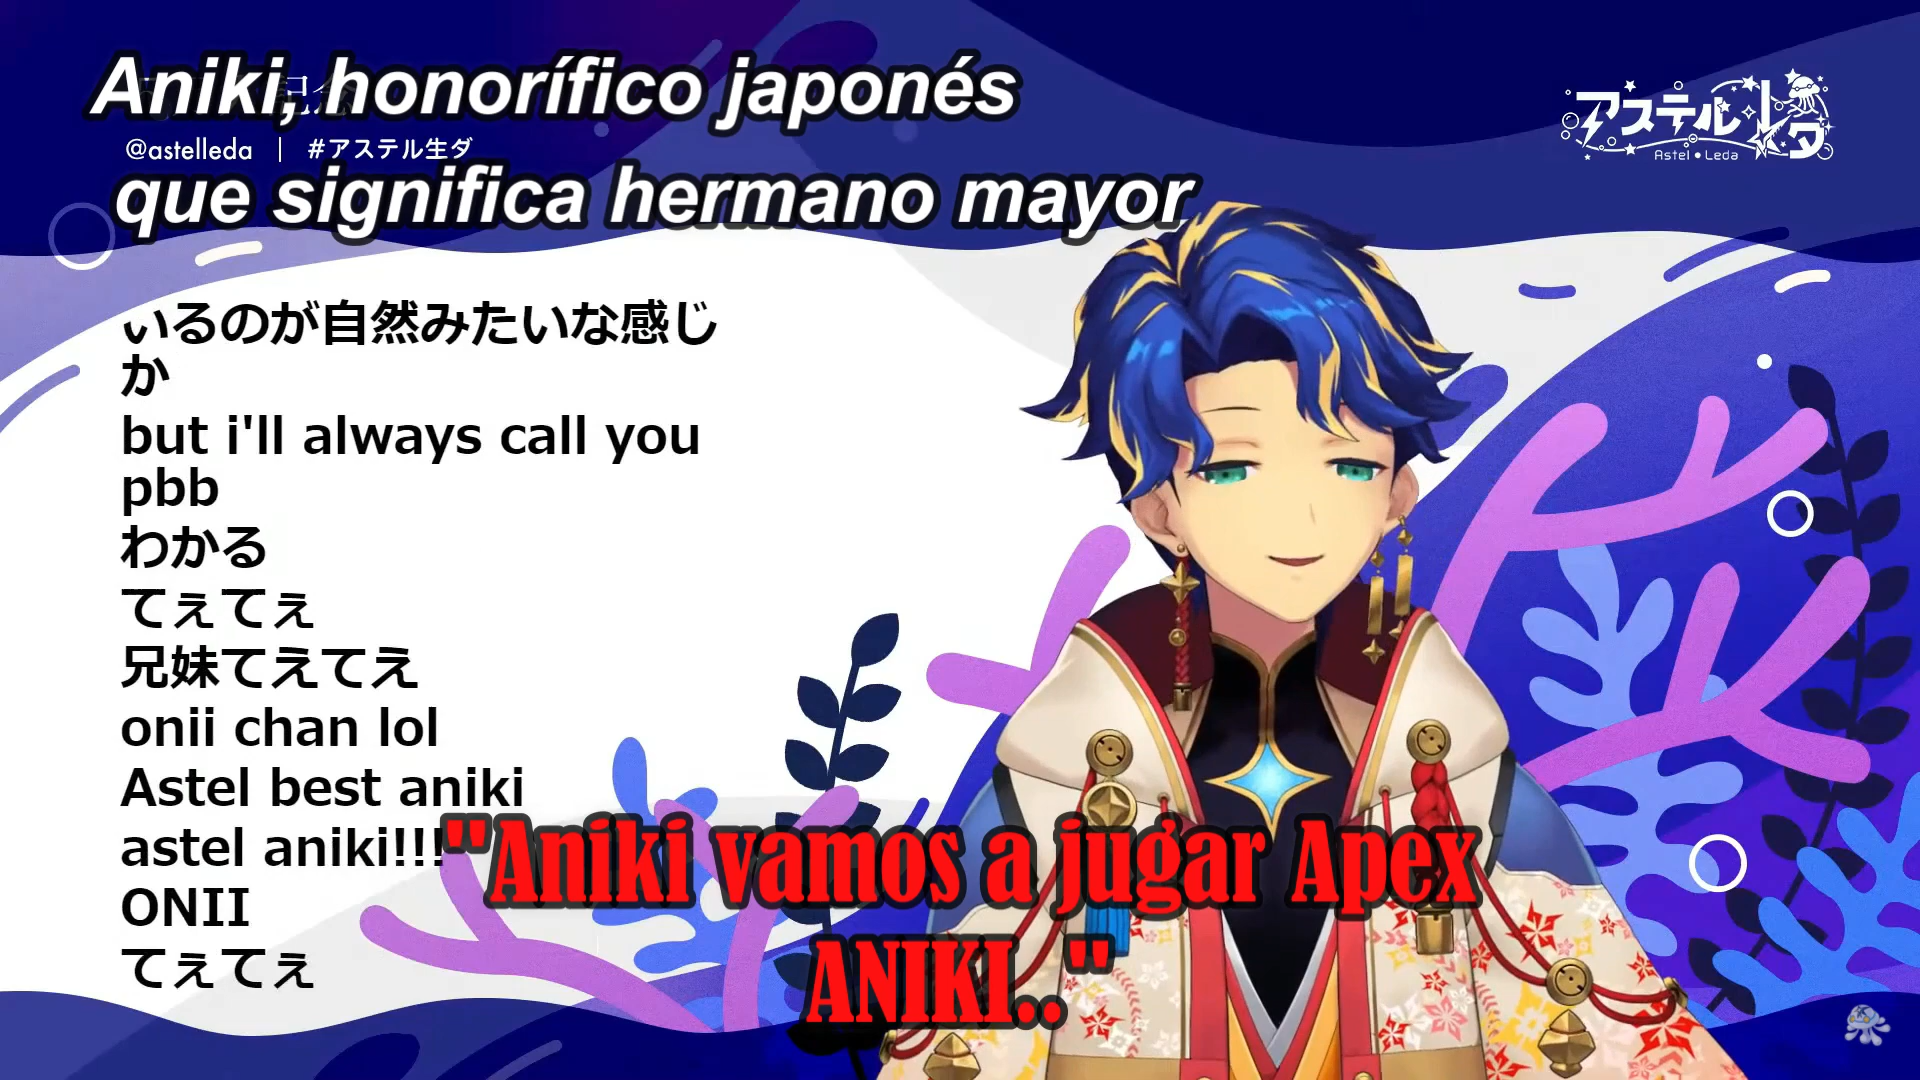 Aniki, honorífico japonés
@astelleda | #アステル生ダ
que significa hermano mayor
アステル・レダ
Astel • Leda
いるのが自然みたいな感じ
か
but i'll always call you
pbb
わかる
てぇてぇ
兄妹てえてえ
onii chan lol
Astel best aniki
astel aniki!!!
ONII
てぇてぇ
"Aniki vamos a jugar Apex
ANIKI.."